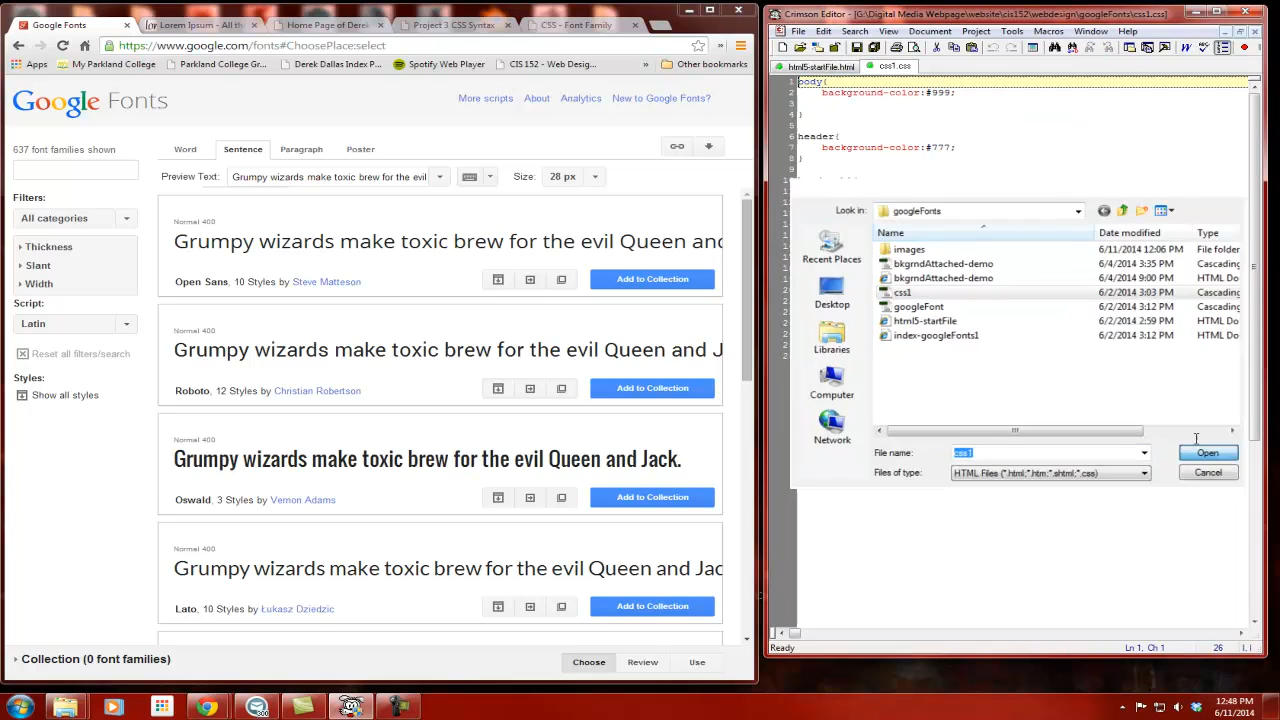 Google Fonts
Lorem Ipsum - All th
Home Page of Derek
Project 3 CSS Syntax
CSS - Font Family
https://www.google.com/fonts#ChoosePlace:select
Apps
My Parkland College
Parkland College Gr
Derek Dallas Index P
Spotify Web Player
CIS 152 - Web Desig
»
Other bookmarks
Google Fonts
More scripts
About
Analytics
New to Google Fonts?
637 font families shown
Word
Sentence
Paragraph
Poster
Preview Text:
Grumpy wizards make toxic brew for the evil
Size:
28 px
Filters:
All categories
Thickness
Slant
Width
Script:
Latin
Reset all filters/search
Styles:
Show all styles
Normal 400
Grumpy wizards make toxic brew for the evil Queen and
Open Sans, 10 Styles by Steve Matteson
Add to Collection
Normal 400
Grumpy wizards make toxic brew for the evil Queen and J
Roboto, 12 Styles by Christian Robertson
Add to Collection
Normal 400
Grumpy wizards make toxic brew for the evil Queen and Jack.
Oswald, 3 Styles by Vernon Adams
Add to Collection
Normal 400
Grumpy wizards make toxic brew for the evil Queen and Jac
Lato, 10 Styles by Łukasz Dziedzic
Add to Collection
Collection (0 font families)
Choose
Review
Use
Crimson Editor - [G:\Digital Media Webpage\website\cis152\webdesign\googleFonts\css1.css]
File Edit Search View Document Project Tools Macros Window Help
html5-startFile.html
css1.css
1 body{
2 background-color:#999;
3
4 }
5
6 header{
7 background-color:#777;
8 }
9
Look in:
googleFonts
Name
Date modified
Type
images 6/11/2014 12:06 PM File folder
bkgrndAttached-demo 6/4/2014 3:35 PM Cascading
bkgrndAttached-demo 6/4/2014 9:00 PM HTML Do
css1 6/2/2014 3:03 PM Cascading
googleFont 6/2/2014 3:12 PM Cascading
html5-startFile 6/2/2014 2:59 PM HTML Do
index-googleFonts1 6/2/2014 3:12 PM HTML Do
Recent Places
Desktop
Libraries
Computer
Network
File name:
css1
Open
Files of type:
HTML Files (*.html;*.htm;*.shtml;*.css)
Cancel
Ready
Ln 1, Ch 1
26
12:48 PM
6/11/2014